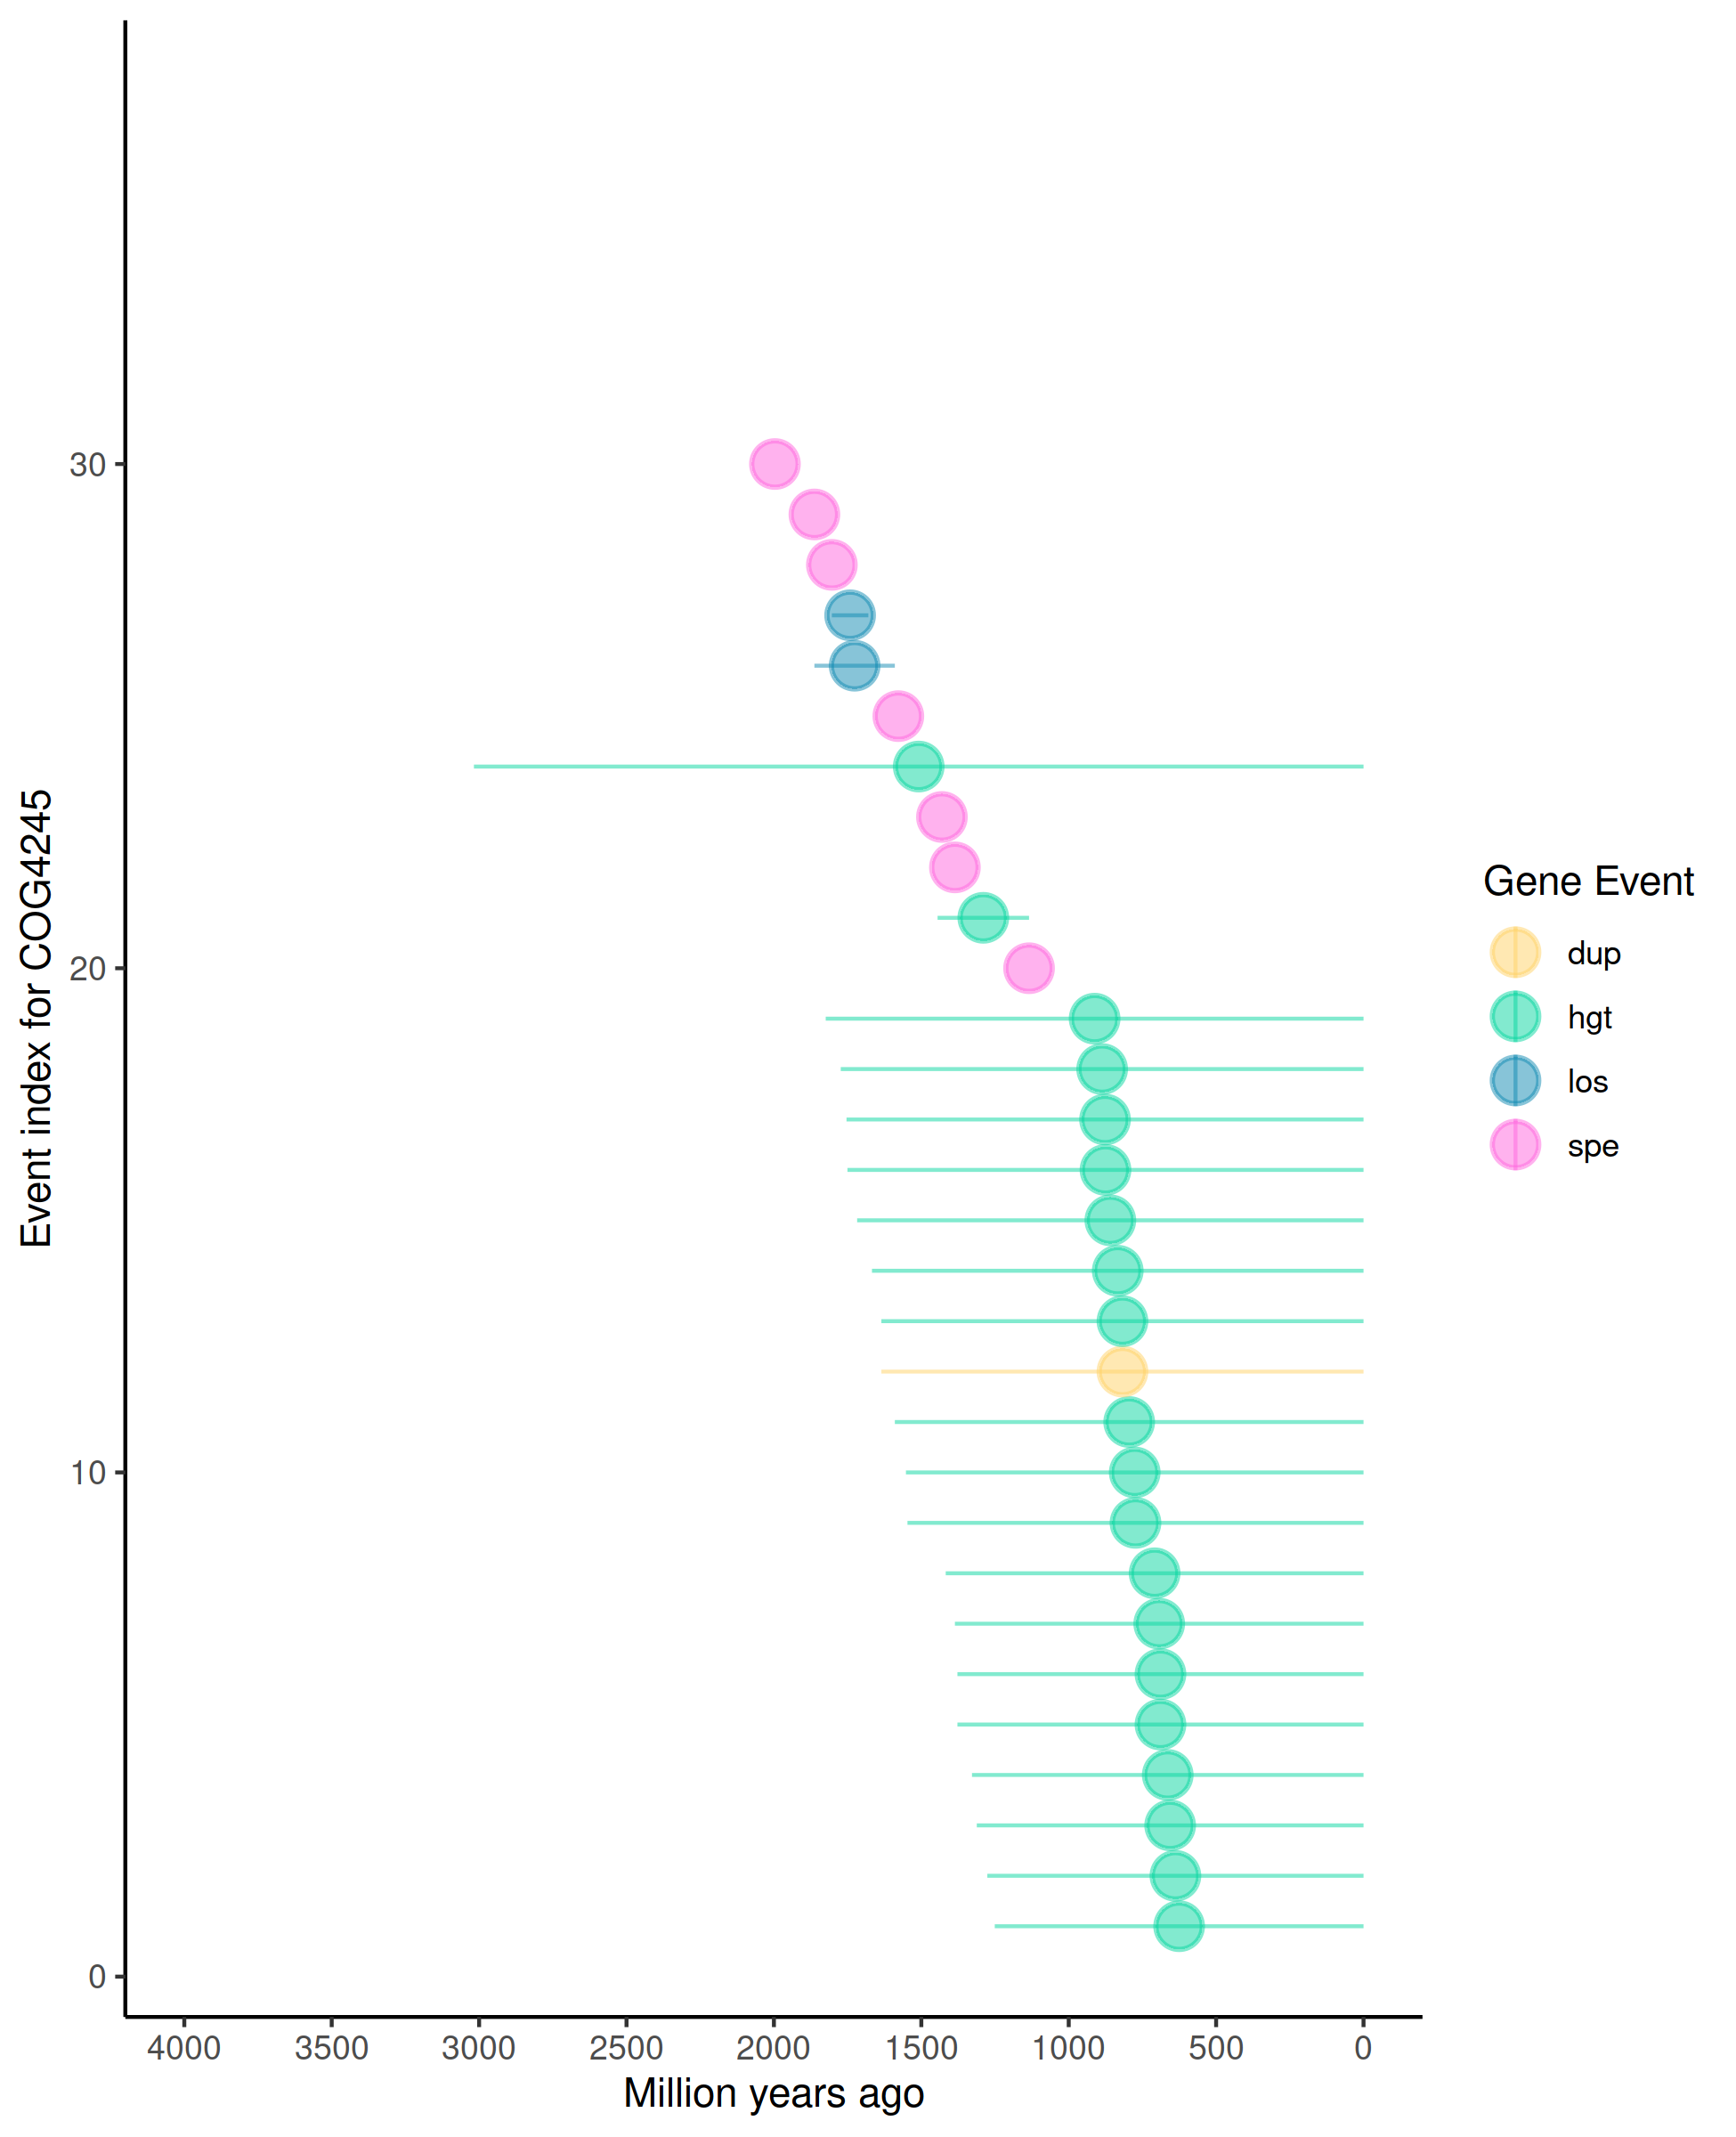 Event index for COG4245
30
20
10
0
4000 3500 3000 2500 2000 1500 1000 500 0
Million years ago
Gene Event
dup
hgt
los
spe